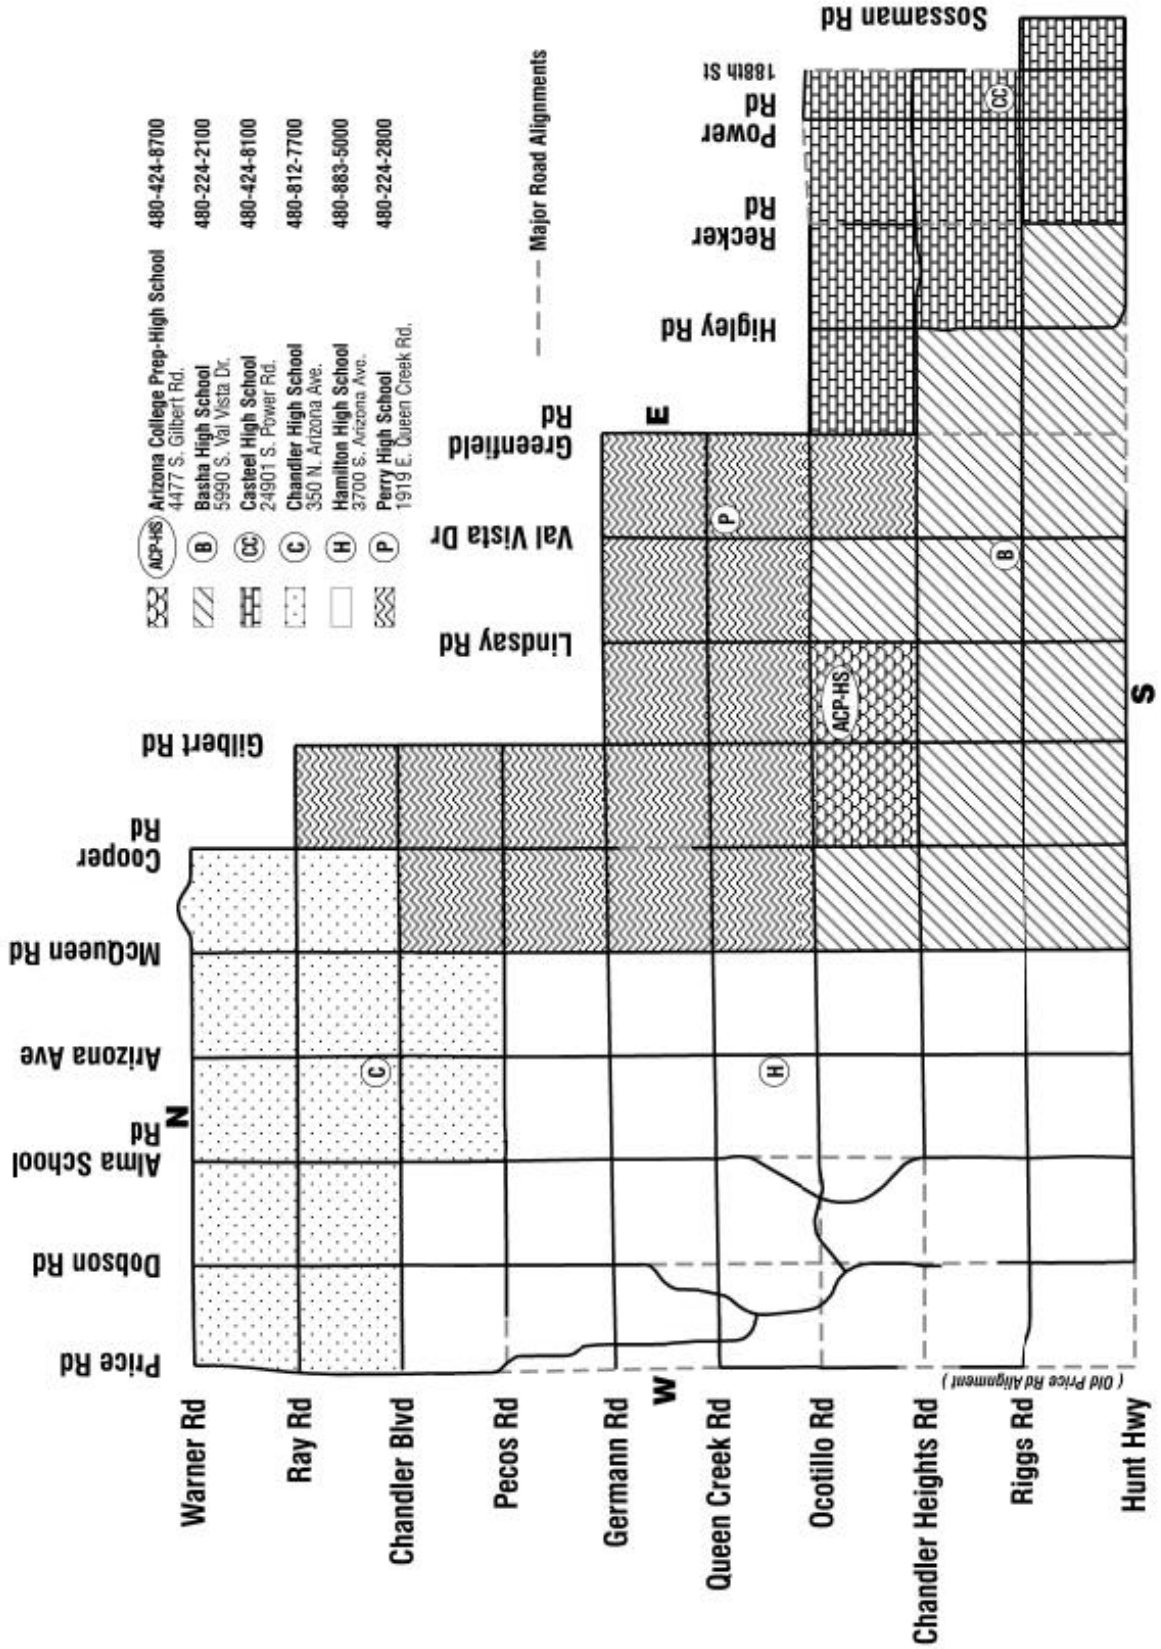 Sossaman Rd
188th St
Power
Rd
Recker
Rd
Higley Rd
Greenfield
Rd
Val Vista Dr
Lindsay Rd
Gilbert Rd
Cooper
Rd
McQueen Rd
Arizona Ave
Alma School
Rd
Dobson Rd
Price Rd
ACP-HS Arizona College Prep-High School 480-424-8700
4477 S. Gilbert Rd.
B Basha High School 480-224-2100
5990 S. Val Vista Dr.
CC Casteel High School 480-424-8100
24901 S. Power Rd.
C Chandler High School 480-812-7700
350 N. Arizona Ave.
H Hamilton High School 480-883-5000
3700 S. Arizona Ave.
P Perry High School 480-224-2800
1919 E. Queen Creek Rd.
Major Road Alignments
N
E
S
W
C
H
P
B
CC
ACP-HS
Warner Rd
Ray Rd
Chandler Blvd
Pecos Rd
Germann Rd
Queen Creek Rd
Ocotillo Rd
Chandler Heights Rd
Riggs Rd
Hunt Hwy
( Old Price Rd Alignment )